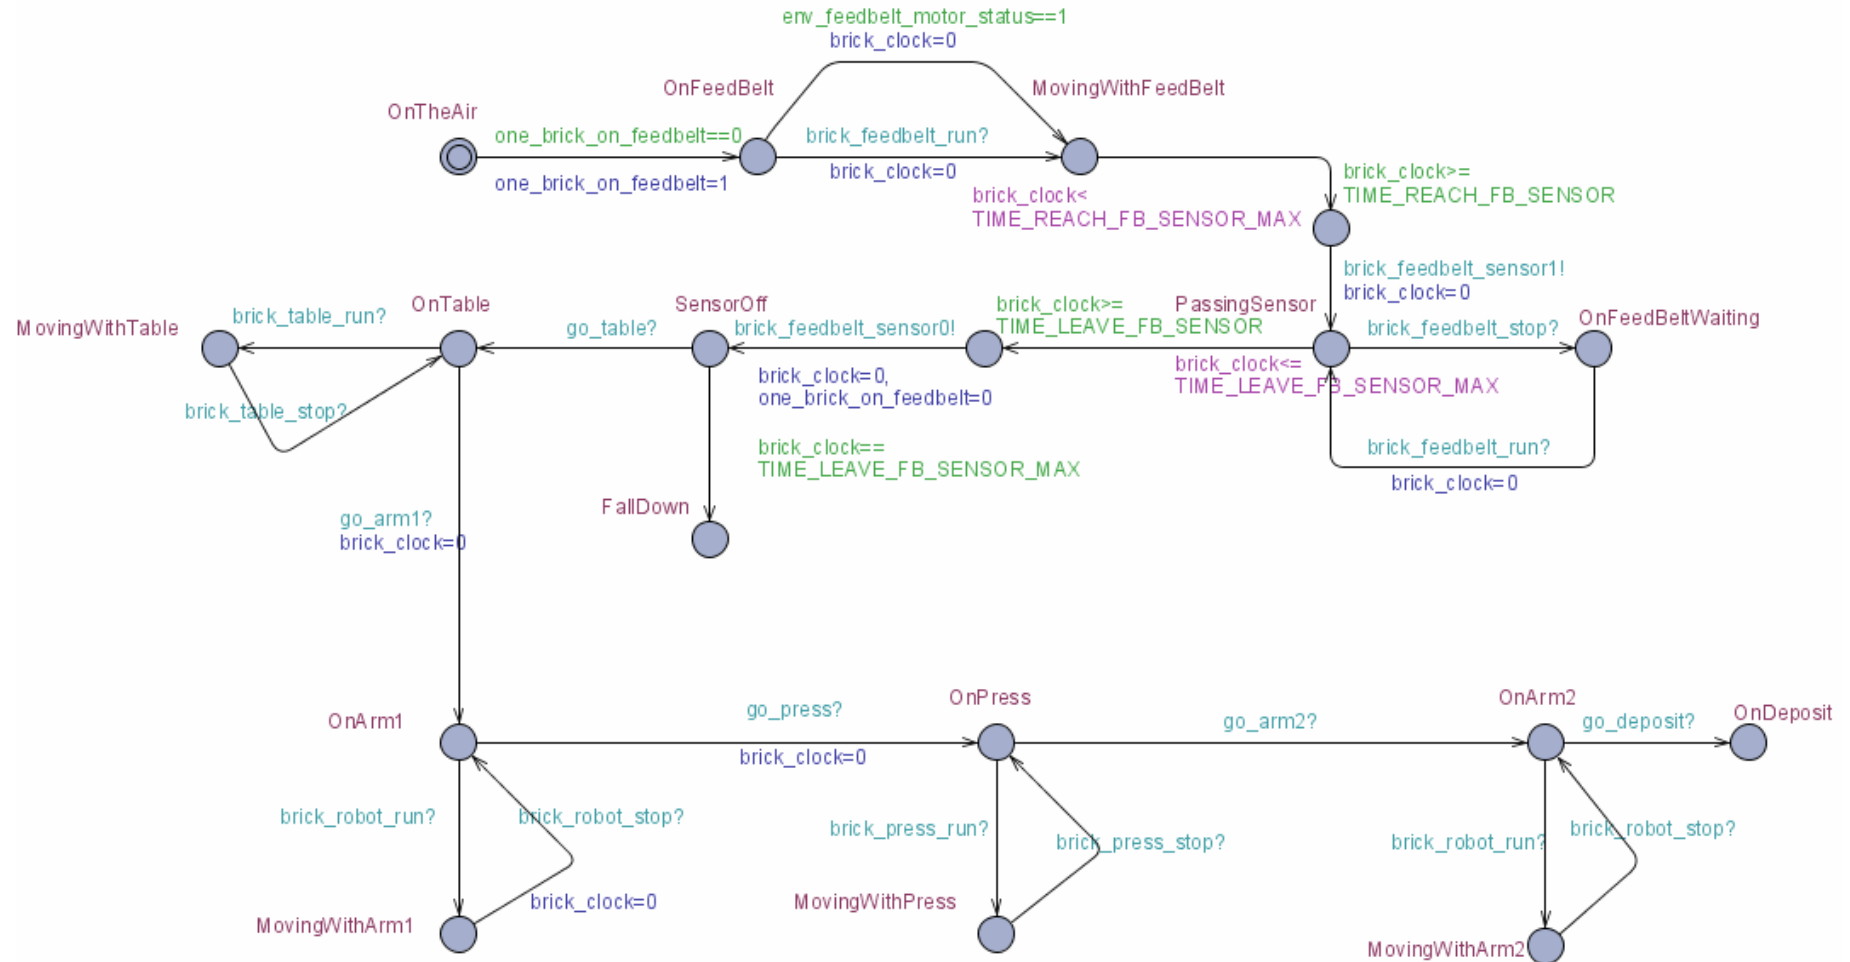 env_feedbelt_motor_status==1
brick_clock=0
OnFeedBelt
MovingWithFeedBelt
OnTheAir
one_brick_on_feedbelt==0
brick_feedbelt_run?
one_brick_on_feedbelt=1
brick_clock=0
brick_clock>=
TIME_REACH_FB_SENSOR
brick_clock<
TIME_REACH_FB_SENSOR_MAX
brick_feedbelt_sensor1!
brick_clock=0
MovingWithTable
brick_table_run?
OnTable
go_table?
SensorOff
brick_feedbelt_sensor0!
brick_clock>=
TIME_LEAVE_FB_SENSOR
PassingSensor
brick_feedbelt_stop?
OnFeedBeltWaiting
brick_clock=0,
one_brick_on_feedbelt=0
brick_clock<=
TIME_LEAVE_FB_SENSOR_MAX
brick_table_stop?
brick_clock==
TIME_LEAVE_FB_SENSOR_MAX
brick_feedbelt_run?
brick_clock=0
FallDown
go_arm1?
brick_clock=0
OnArm1
go_press?
brick_clock=0
OnPress
go_arm2?
OnArm2
go_deposit?
OnDeposit
brick_robot_run?
brick_robot_stop?
brick_press_run?
brick_press_stop?
brick_robot_run?
brick_robot_stop?
brick_clock=0
MovingWithArm1
MovingWithPress
MovingWithArm2